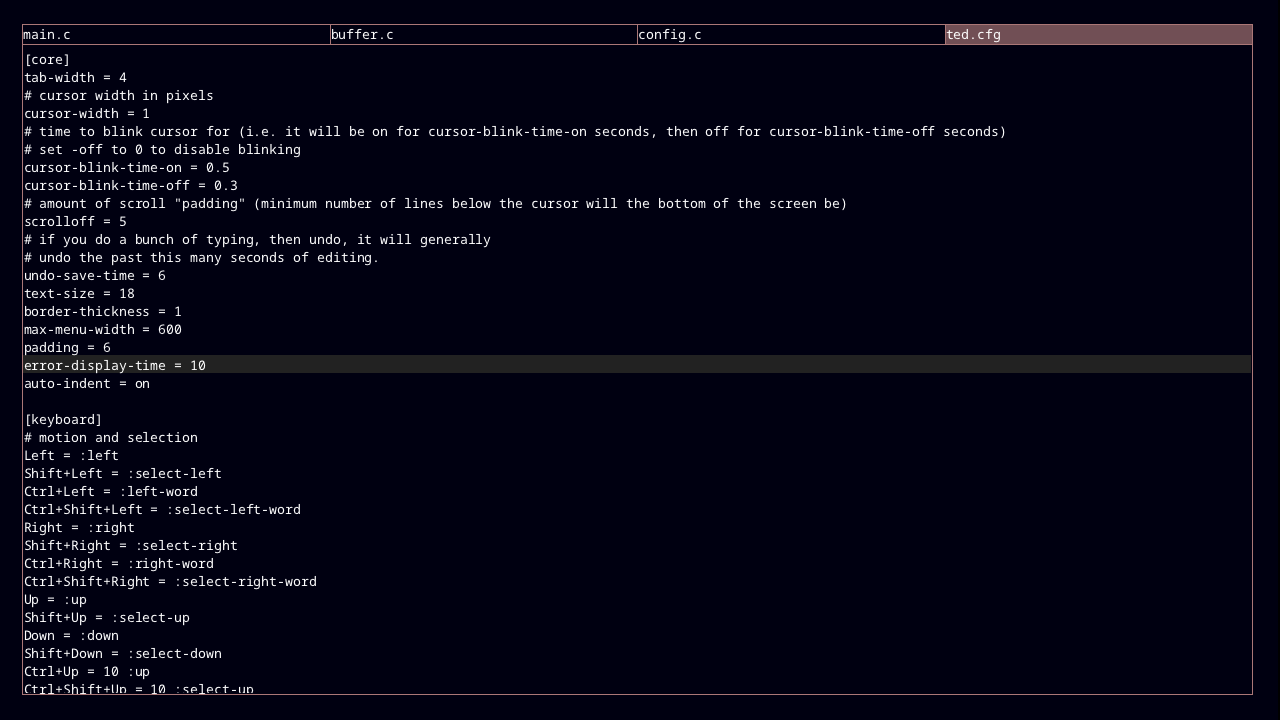 main.c buffer.c config.c ted.cfg
[core]
tab-width = 4
# cursor width in pixels
cursor-width = 1
# time to blink cursor for (i.e. it will be on for cursor-blink-time-on seconds, then off for cursor-blink-time-off seconds)
# set -off to 0 to disable blinking
cursor-blink-time-on = 0.5
cursor-blink-time-off = 0.3
# amount of scroll "padding" (minimum number of lines below the cursor will the bottom of the screen be)
scrolloff = 5
# if you do a bunch of typing, then undo, it will generally
# undo the past this many seconds of editing.
undo-save-time = 6
text-size = 18
border-thickness = 1
max-menu-width = 600
padding = 6
error-display-time = 10
auto-indent = on

[keyboard]
# motion and selection
Left = :left
Shift+Left = :select-left
Ctrl+Left = :left-word
Ctrl+Shift+Left = :select-left-word
Right = :right
Shift+Right = :select-right
Ctrl+Right = :right-word
Ctrl+Shift+Right = :select-right-word
Up = :up
Shift+Up = :select-up
Down = :down
Shift+Down = :select-down
Ctrl+Up = 10 :up
Ctrl+Shift+Up = 10 :select-up